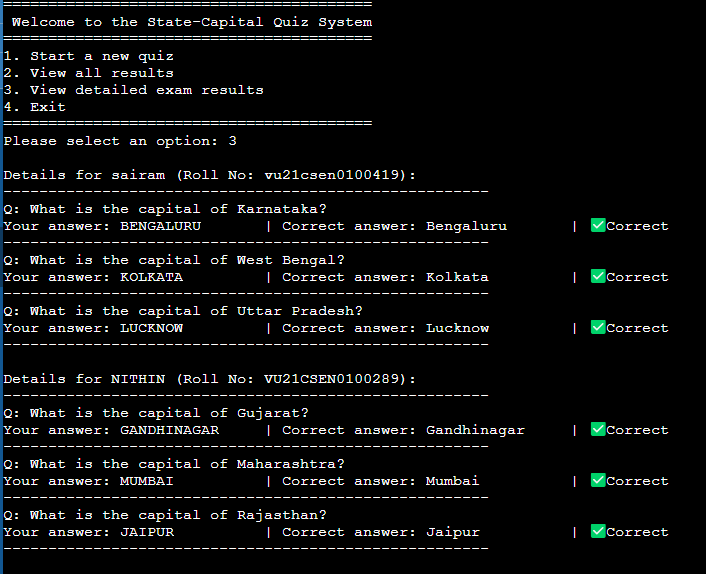 ==========================================
Welcome to the State-Capital Quiz System
==========================================
1. Start a new quiz
2. View all results
3. View detailed exam results
4. Exit
==========================================
Please select an option: 3
Details for sairam (Roll No: vu21csen0100419):
------------------------------------------------------
Q: What is the capital of Karnataka?
Your answer: BENGALURU | Correct answer: Bengaluru | ✅Correct
------------------------------------------------------
Q: What is the capital of West Bengal?
Your answer: KOLKATA | Correct answer: Kolkata | ✅Correct
------------------------------------------------------
Q: What is the capital of Uttar Pradesh?
Your answer: LUCKNOW | Correct answer: Lucknow | ✅Correct
------------------------------------------------------
Details for NITHIN (Roll No: VU21CSEN0100289):
------------------------------------------------------
Q: What is the capital of Gujarat?
Your answer: GANDHINAGAR | Correct answer: Gandhinagar | ✅Correct
------------------------------------------------------
Q: What is the capital of Maharashtra?
Your answer: MUMBAI | Correct answer: Mumbai | ✅Correct
------------------------------------------------------
Q: What is the capital of Rajasthan?
Your answer: JAIPUR | Correct answer: Jaipur | ✅Correct
------------------------------------------------------